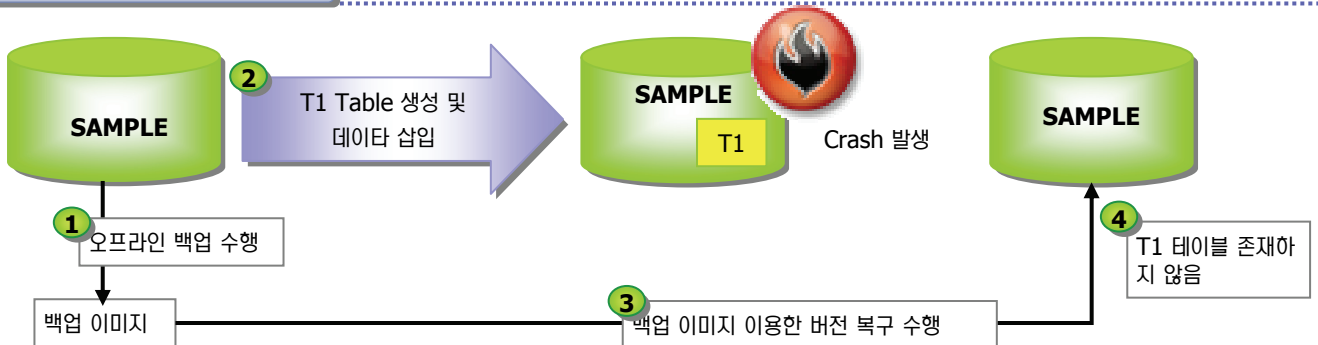 SAMPLE
2
T1 Table 생성 및
데이타 삽입
SAMPLE
T1
Crash 발생
SAMPLE
1
오프라인 백업 수행
백업 이미지
3
백업 이미지 이용한 버전 복구 수행
4
T1 테이블 존재하
지 않음